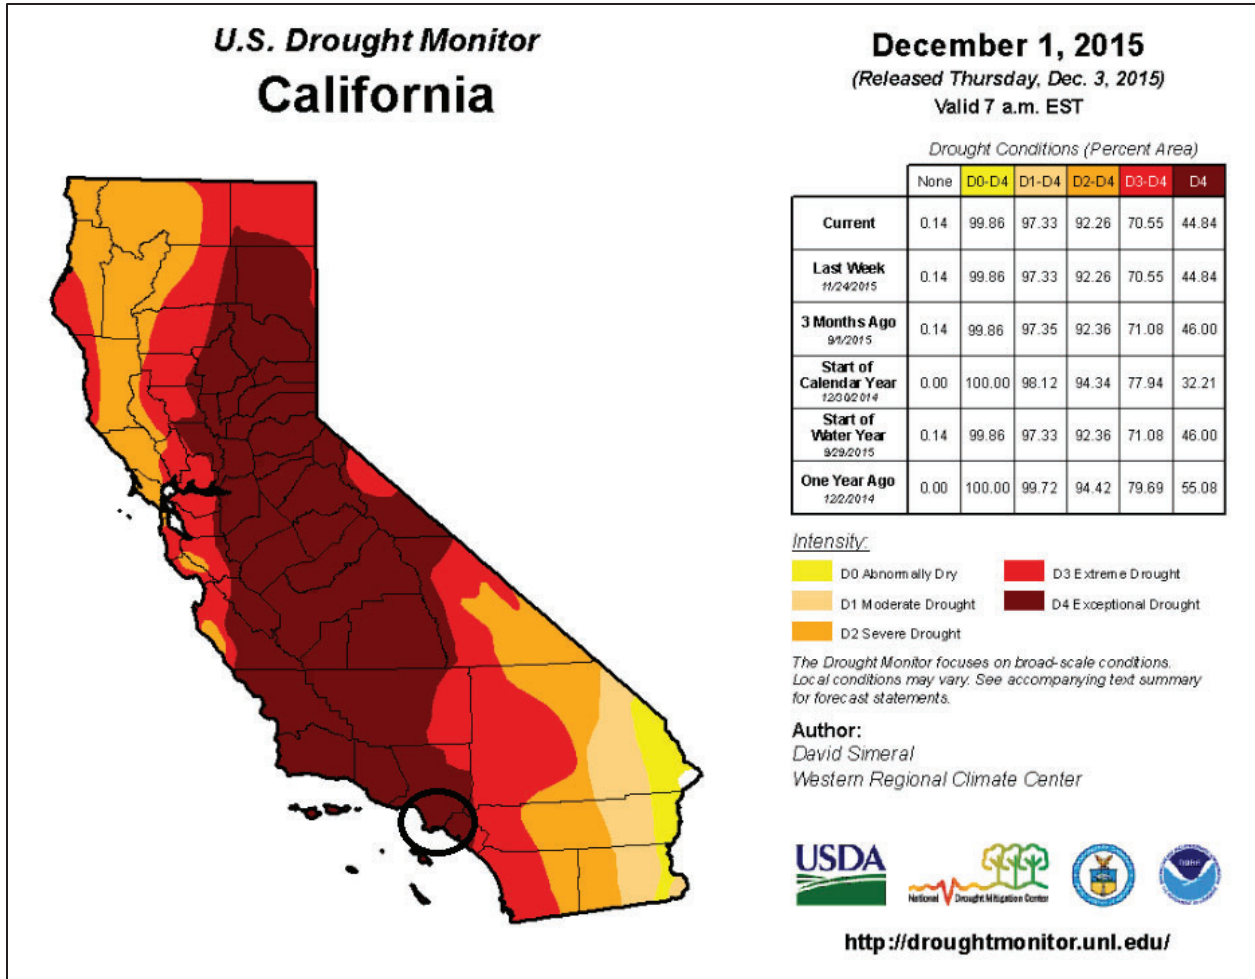 U.S. Drought Monitor
California
December 1, 2015
(Released Thursday, Dec. 3, 2015)
Valid 7 a.m. EST
Drought Conditions (Percent Area)
None D0-D4 D1-D4 D2-D4 D3-D4 D4
Current 0.14 99.86 97.33 92.26 70.55 44.84
Last Week
11/24/2015
0.14 99.86 97.33 92.26 70.55 44.84
3 Months Ago
9/1/2015
0.14 99.86 97.35 92.36 71.08 46.00
Start of
Calendar Year
12/30/2014
0.00 100.00 98.12 94.34 77.94 32.21
Start of
Water Year
9/29/2015
0.14 99.86 97.33 92.36 71.08 46.00
One Year Ago
12/2/2014
0.00 100.00 99.72 94.42 79.69 55.08
Intensity:
D0 Abnormally Dry
D1 Moderate Drought
D2 Severe Drought
D3 Extreme Drought
D4 Exceptional Drought
The Drought Monitor focuses on broad-scale conditions.
Local conditions may vary. See accompanying text summary
for forecast statements.
Author:
David Simeral
Western Regional Climate Center
USDA
National Drought Mitigation Center
http://droughtmonitor.unl.edu/